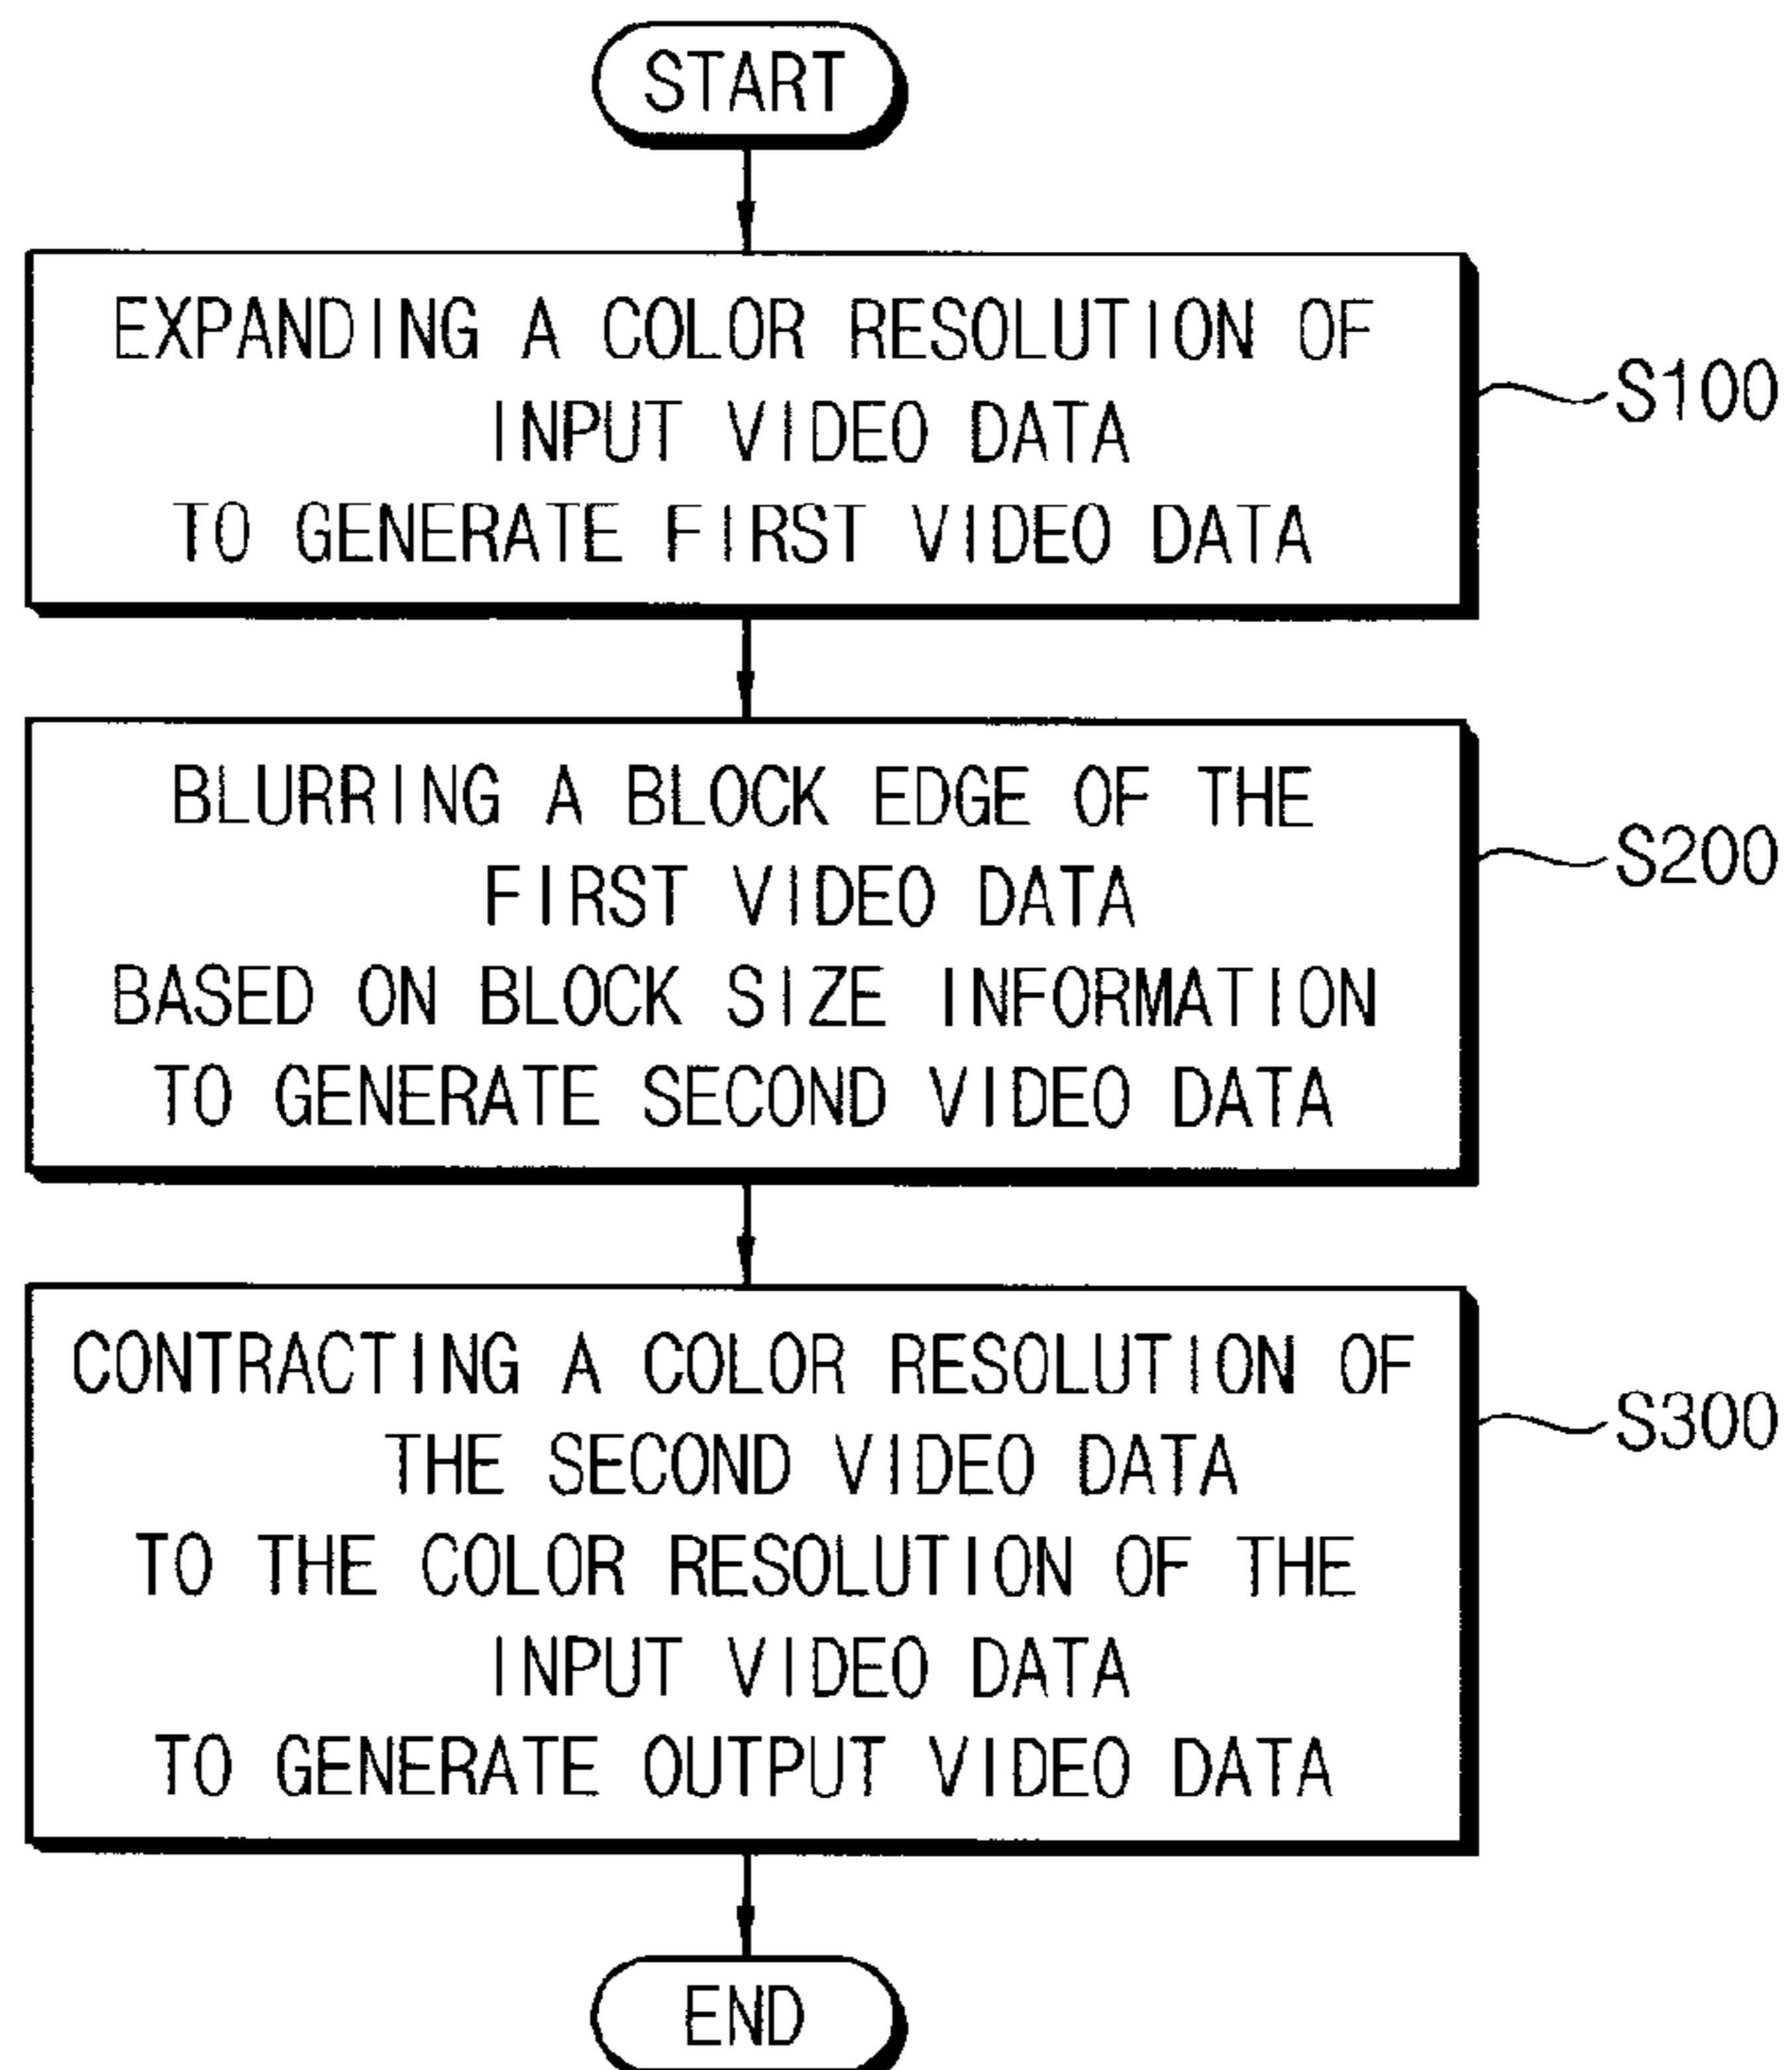 START
EXPANDING A COLOR RESOLUTION OF
INPUT VIDEO DATA
TO GENERATE FIRST VIDEO DATA
S100
BLURRING A BLOCK EDGE OF THE
FIRST VIDEO DATA
BASED ON BLOCK SIZE INFORMATION
TO GENERATE SECOND VIDEO DATA
S200
CONTRACTING A COLOR RESOLUTION OF
THE SECOND VIDEO DATA
TO THE COLOR RESOLUTION OF THE
INPUT VIDEO DATA
TO GENERATE OUTPUT VIDEO DATA
S300
END